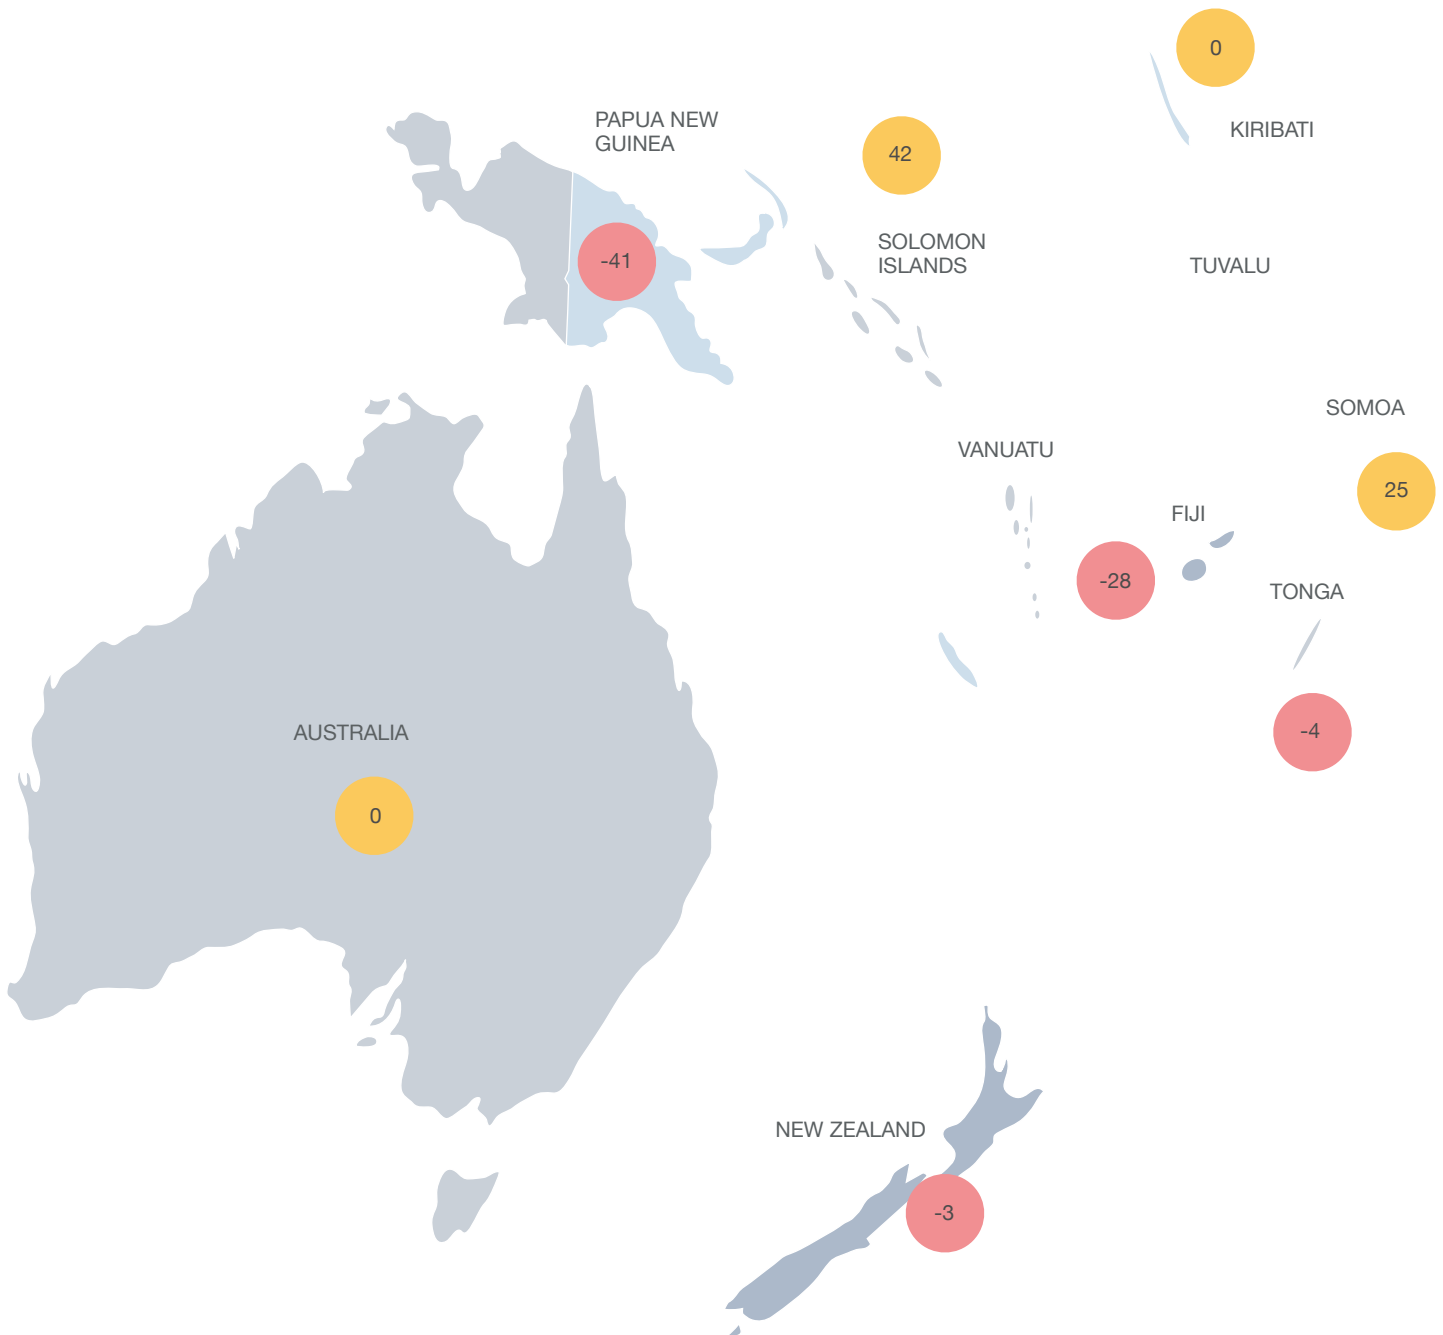 0
KIRIBATI
PAPUA NEW
GUINEA
42
-41
SOLOMON
ISLANDS
TUVALU
SOMOA
25
VANUATU
FIJI
-28
TONGA
-4
AUSTRALIA
0
NEW ZEALAND
-3